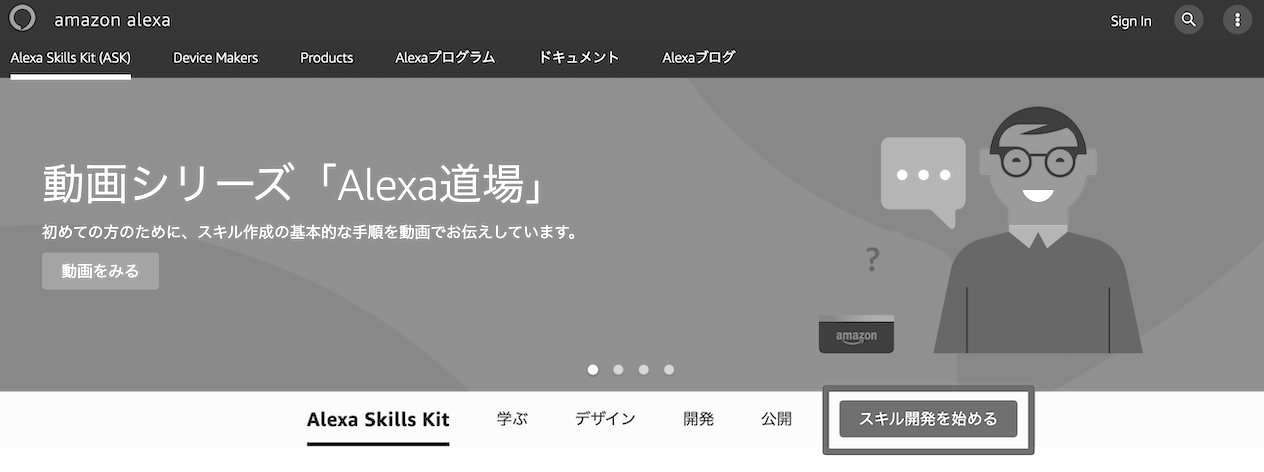 amazon alexa
Sign In
Alexa Skills Kit (ASK) Device Makers Products Alexaプログラム ドキュメント Alexaブログ
動画シリーズ「Alexa道場」
初めての方のために、スキル作成の基本的な手順を動画でお伝えしています。
動画をみる
?
amazon
Alexa Skills Kit 学ぶ デザイン 開発 公開 スキル開発を始める